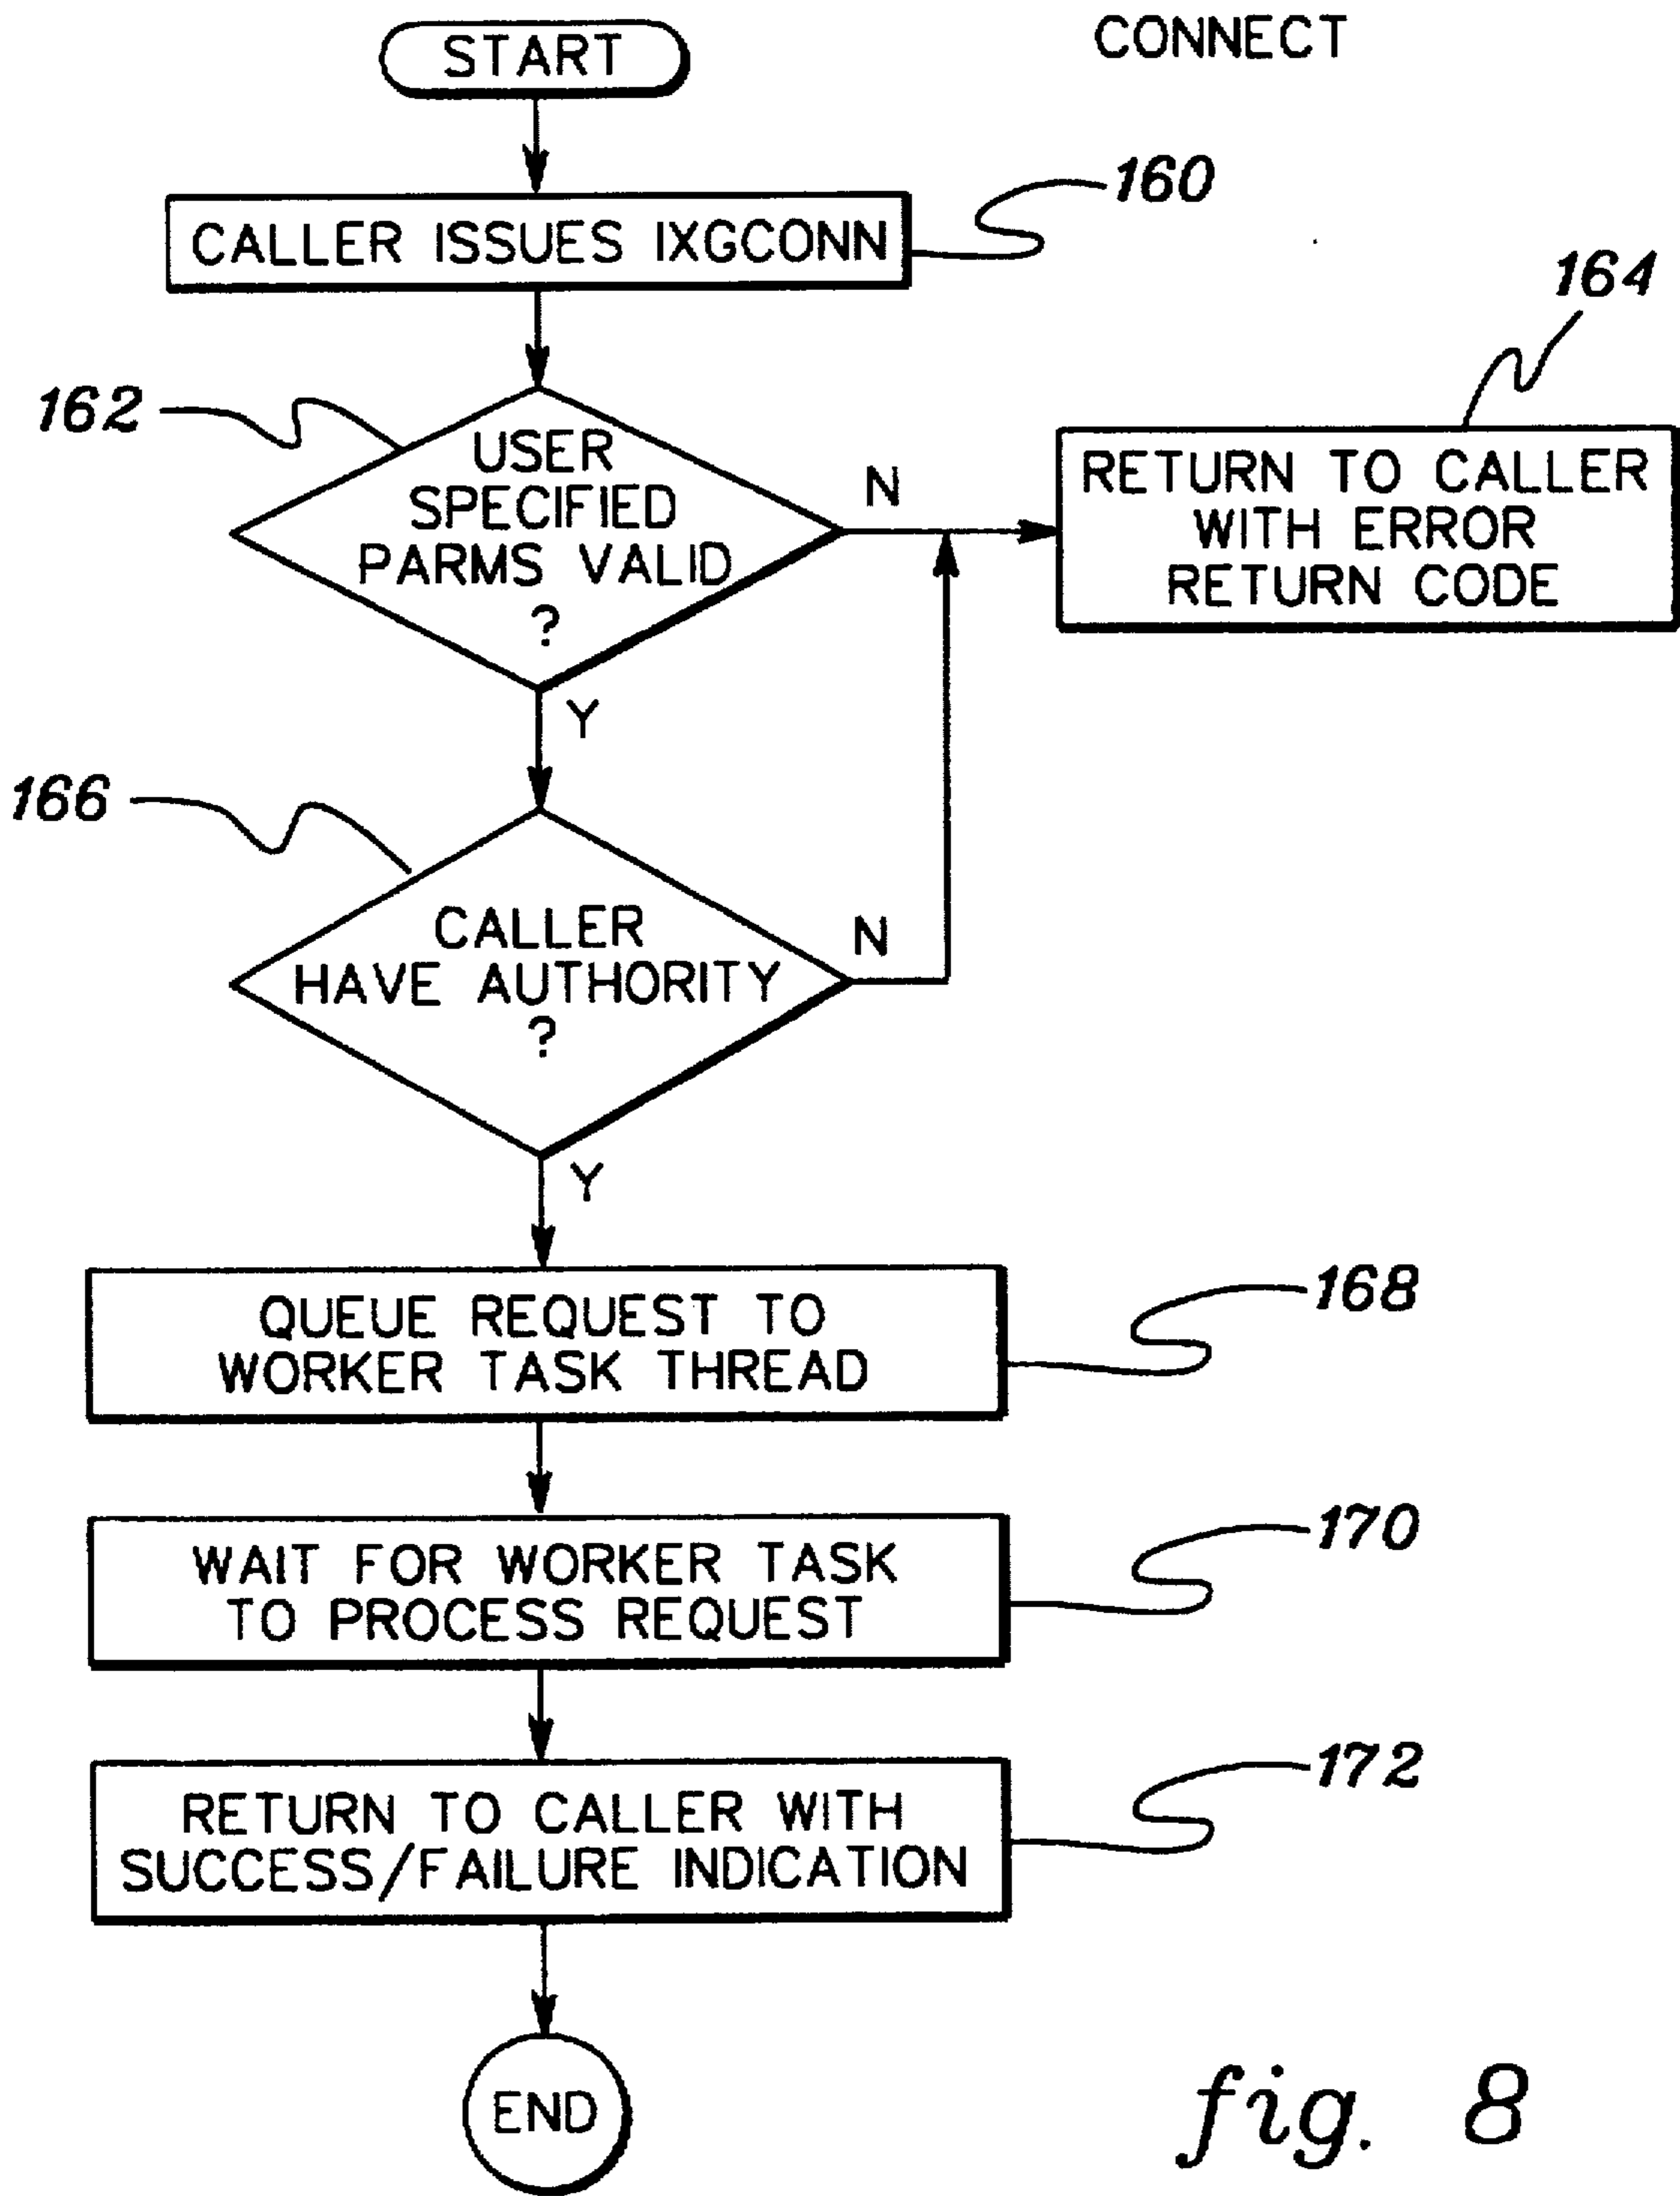 START
CONNECT
CALLER ISSUES IXGCONN
160
162
USER
SPECIFIED
PARMS VALID
?
N
164
RETURN TO CALLER
WITH ERROR
RETURN CODE
Y
166
CALLER
HAVE AUTHORITY
?
N
Y
QUEUE REQUEST TO
WORKER TASK THREAD
168
WAIT FOR WORKER TASK
TO PROCESS REQUEST
170
RETURN TO CALLER WITH
SUCCESS/FAILURE INDICATION
172
END
fig. 8